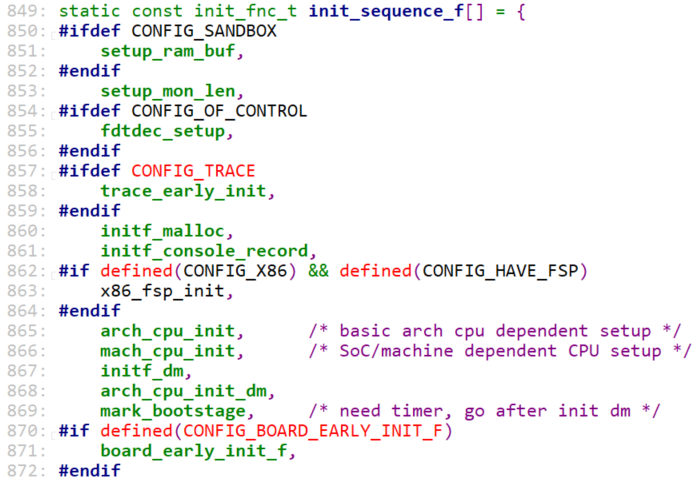 849: static const init_fnc_t init_sequence_f[] = {
850: #ifdef CONFIG_SANDBOX
851:     setup_ram_buf,
852: #endif
853:     setup_mon_len,
854: #ifdef CONFIG_OF_CONTROL
855:     fdtdec_setup,
856: #endif
857: #ifdef CONFIG_TRACE
858:     trace_early_init,
859: #endif
860:     initf_malloc,
861:     initf_console_record,
862: #if defined(CONFIG_X86) && defined(CONFIG_HAVE_FSP)
863:     x86_fsp_init,
864: #endif
865:     arch_cpu_init,      /* basic arch cpu dependent setup */
866:     mach_cpu_init,      /* SoC/machine dependent CPU setup */
867:     initf_dm,
868:     arch_cpu_init_dm,
869:     mark_bootstage,     /* need timer, go after init dm */
870: #if defined(CONFIG_BOARD_EARLY_INIT_F)
871:     board_early_init_f,
872: #endif